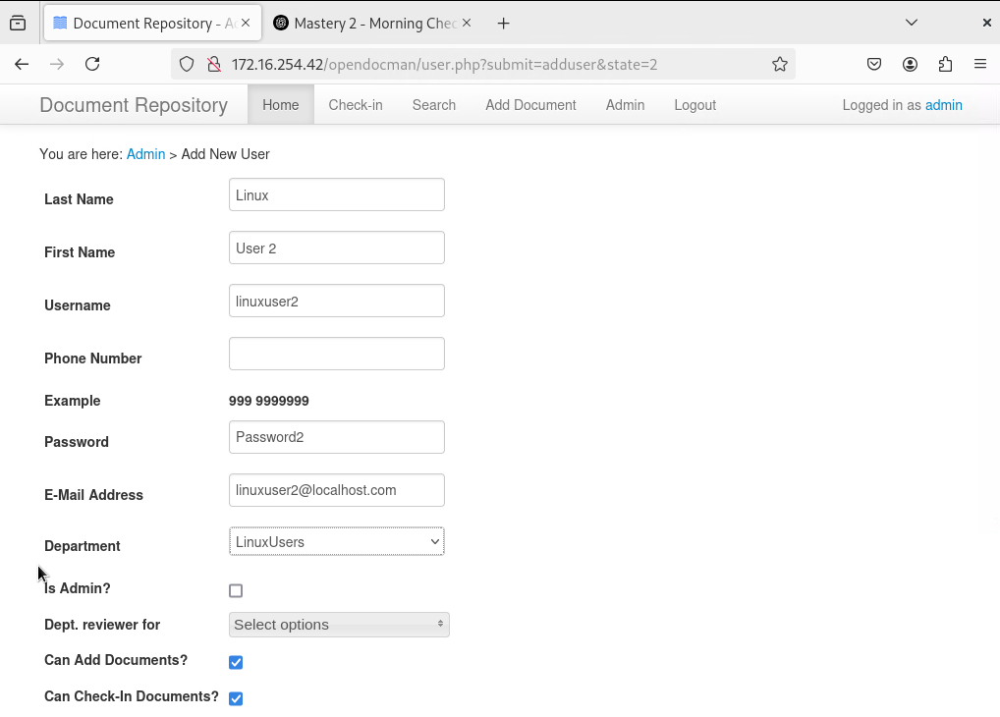 Document Repository - A
Mastery 2 - Morning Chec
172.16.254.42/opendocman/user.php?submit=adduser&state=2
Document Repository
Home
Check-in
Search
Add Document
Admin
Logout
Logged in as admin
You are here: Admin > Add New User
Last Name
Linux
First Name
User 2
Username
linuxuser2
Phone Number
Example
999 9999999
Password
Password2
E-Mail Address
linuxuser2@localhost.com
Department
LinuxUsers
Is Admin?
Dept. reviewer for
Select options
Can Add Documents?
Can Check-In Documents?